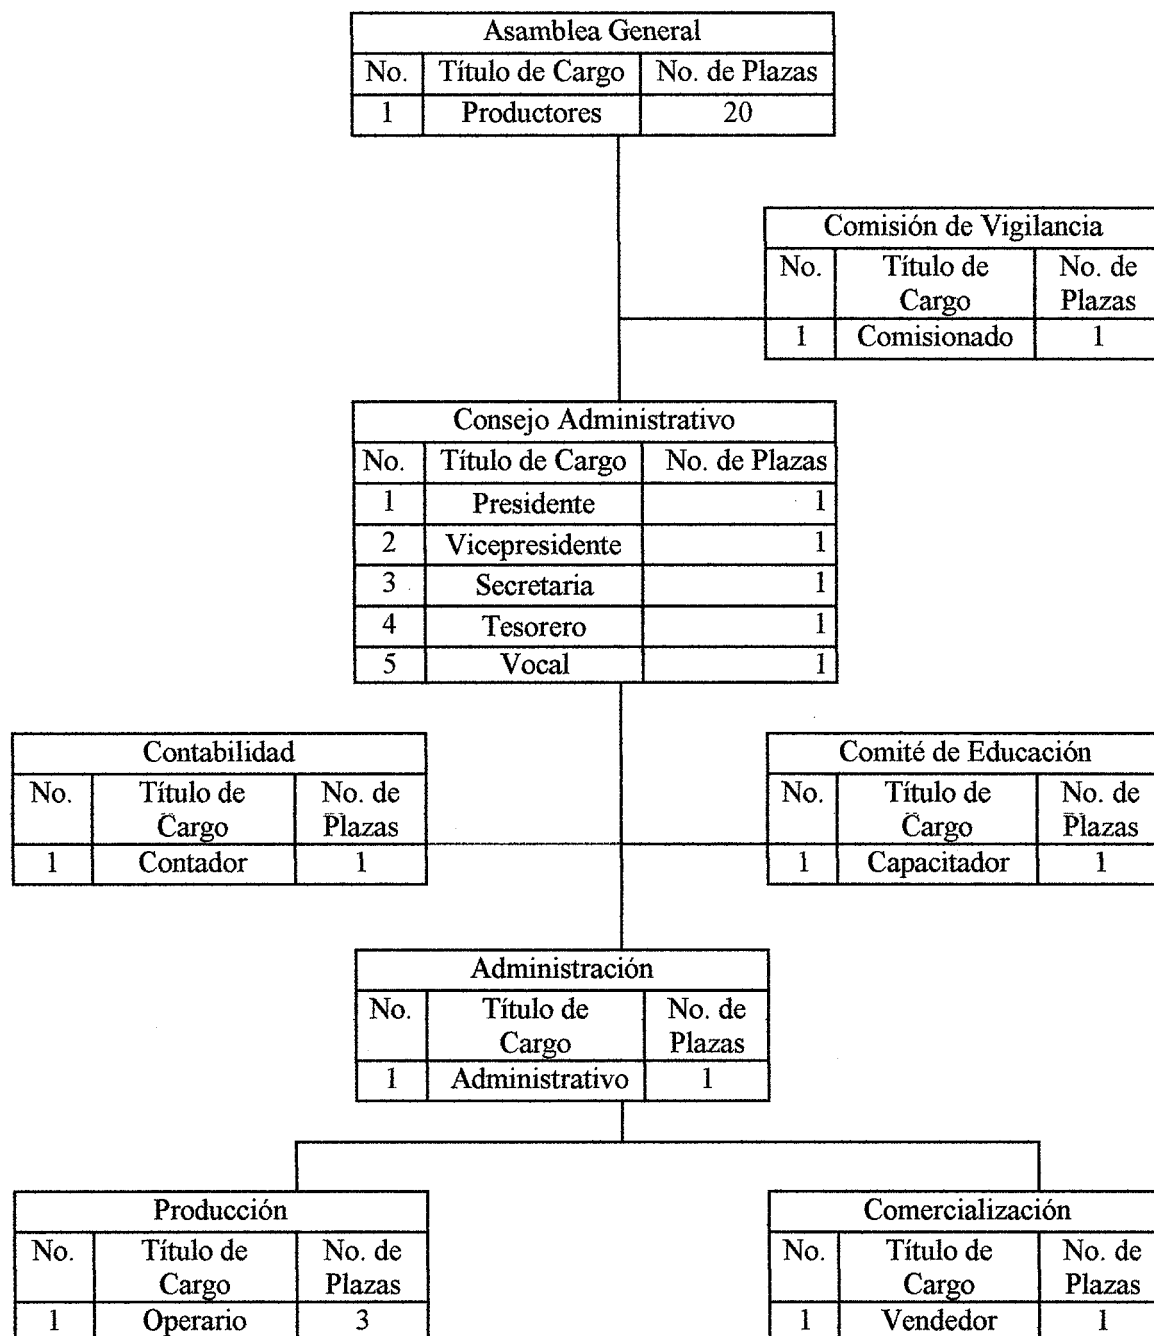 Asamblea General
No. Título de Cargo No. de Plazas
1 Productores 20
Comisión de Vigilancia
No. Título de Cargo No. de Plazas
1 Comisionado 1
Consejo Administrativo
No. Título de Cargo No. de Plazas
1 Presidente 1
2 Vicepresidente 1
3 Secretaria 1
4 Tesorero 1
5 Vocal 1
Contabilidad
No. Título de Cargo No. de Plazas
1 Contador 1
Comité de Educación
No. Título de Cargo No. de Plazas
1 Capacitador 1
Administración
No. Título de Cargo No. de Plazas
1 Administrativo 1
Producción
No. Título de Cargo No. de Plazas
1 Operario 3
Comercialización
No. Título de Cargo No. de Plazas
1 Vendedor 1